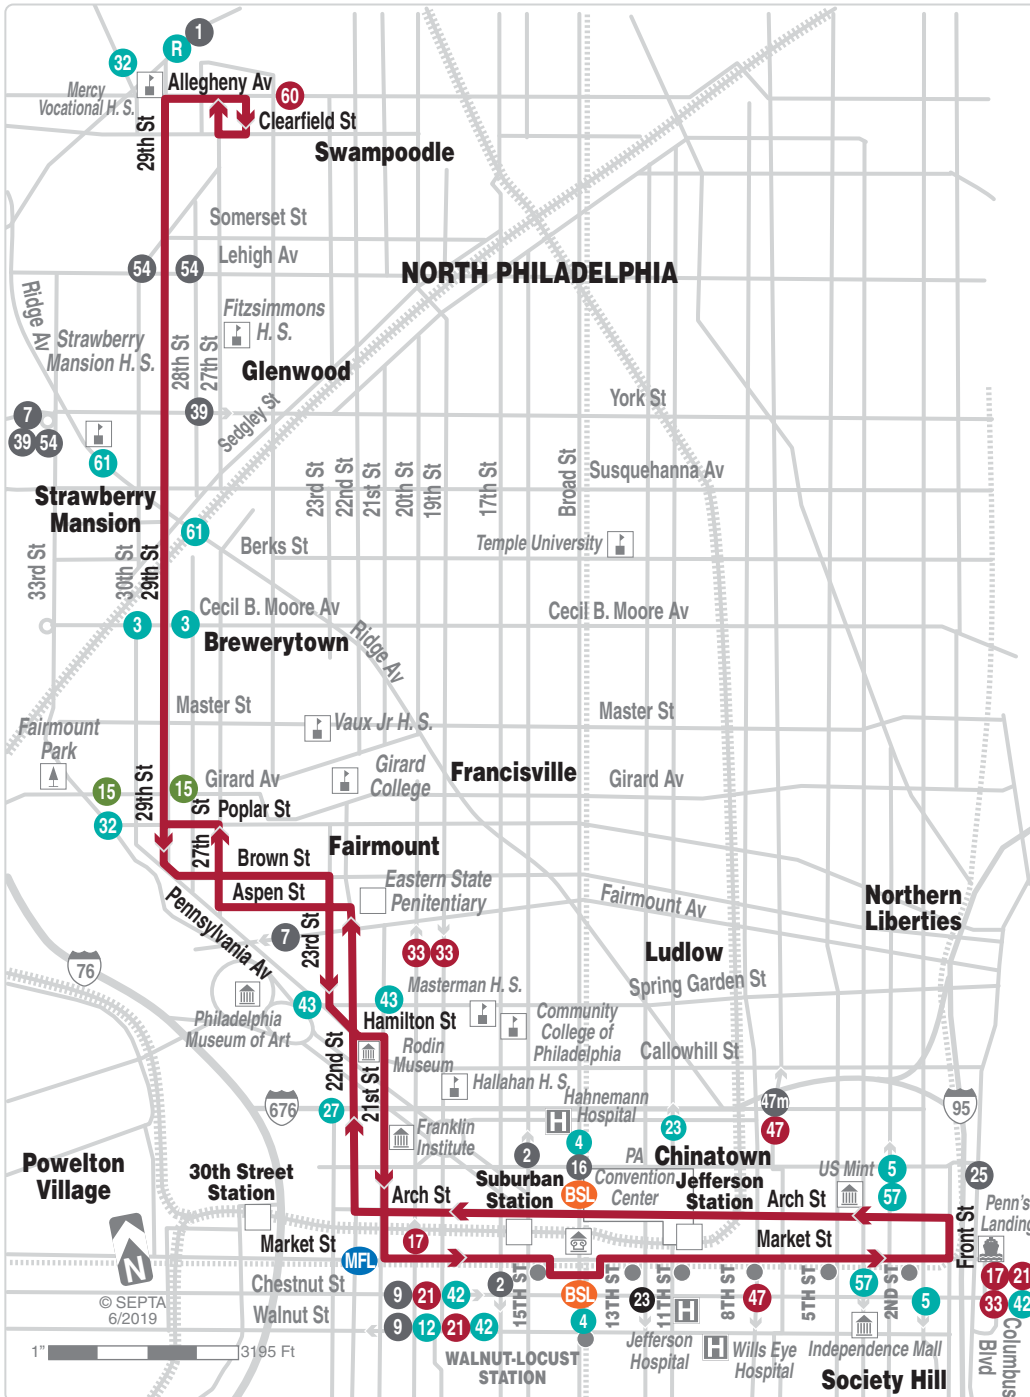 1
R
32
Mercy
Vocational H. S.
Allegheny Av
60
Clearfield St
29th St
Swampoodle
Somerset St
Lehigh Av
54
54
NORTH PHILADELPHIA
Ridge Av
Strawberry
Mansion H. S.
Fitzsimmons
H. S.
28th St
27th St
Glenwood
Sedgley St
York St
7
39
54
39
61
23rd St
22nd St
21st St
20th St
19th St
17th St
Broad St
Susquehanna Av
Strawberry
Mansion
61
33rd St
30th St
29th St
Berks St
Temple University
3
3
Cecil B. Moore Av
Cecil B. Moore Av
Brewerytown
Ridge Av
Master St
Master St
Vaux Jr H. S.
Fairmount
Park
Girard
College
Francisville
15
15
Girard Av
Girard Av
29th St
32
27th St
Poplar St
Fairmount
Brown St
Aspen St
Eastern State
Penitentiary
Fairmount Av
Northern
Liberties
Pennsylvania Av
7
23rd St
33
33
Ludlow
76
Spring Garden St
Masterman H. S.
43
43
Philadelphia
Museum of Art
Hamilton St
Community
College of
Philadelphia
Rodin
Museum
Callowhill St
22nd St
21st St
Hallahan H. S.
676
27
Hahnemann
Hospital
H
47m
47
95
Franklin
Institute
4
23
2
16
PA
Convention
Center
Chinatown
US Mint
5
57
25
Powelton
Village
30th Street
Station
Suburban
Station
BSL
Jefferson
Station
Arch St
Arch St
Penn's
Landing
Front St
17
Market St
Market St
MFL
N
Chestnut St
9
21
42
2
15TH ST
BSL
13TH ST
23
11TH ST
8TH ST
47
5TH ST
57
2ND ST
5
17
21
33
42
© SEPTA
6/2019
Walnut St
9
12
21
42
4
H
Jefferson
Hospital
H
Wills Eye
Hospital
Independence Mall
Columbus
Blvd
1"
3195 Ft
WALNUT-LOCUST
STATION
Society Hill